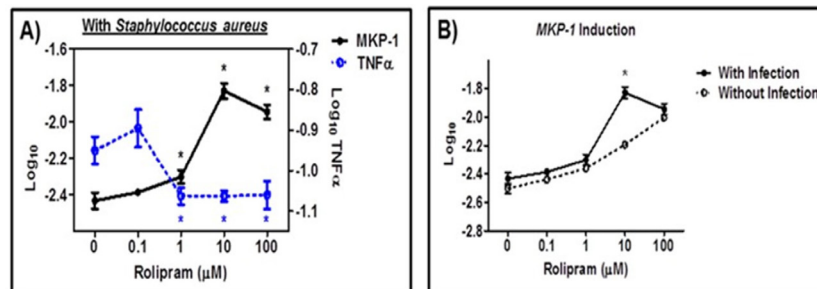 A)
With Staphylococcus aureus
MKP-1
TNFα
Log10
-1.6
-1.8
-2.0
-2.2
-2.4
Log10 TNFα
-0.7
-0.8
-0.9
-1.0
-1.1
* * * * * *
0 0.1 1 10 100
Rolipram (μM)
B)
MKP-1 Induction
With Infection
Without Infection
Log10
-1.6
-1.8
-2.0
-2.2
-2.4
-2.6
-2.8
*
0 0.1 1 10 100
Rolipram (μM)